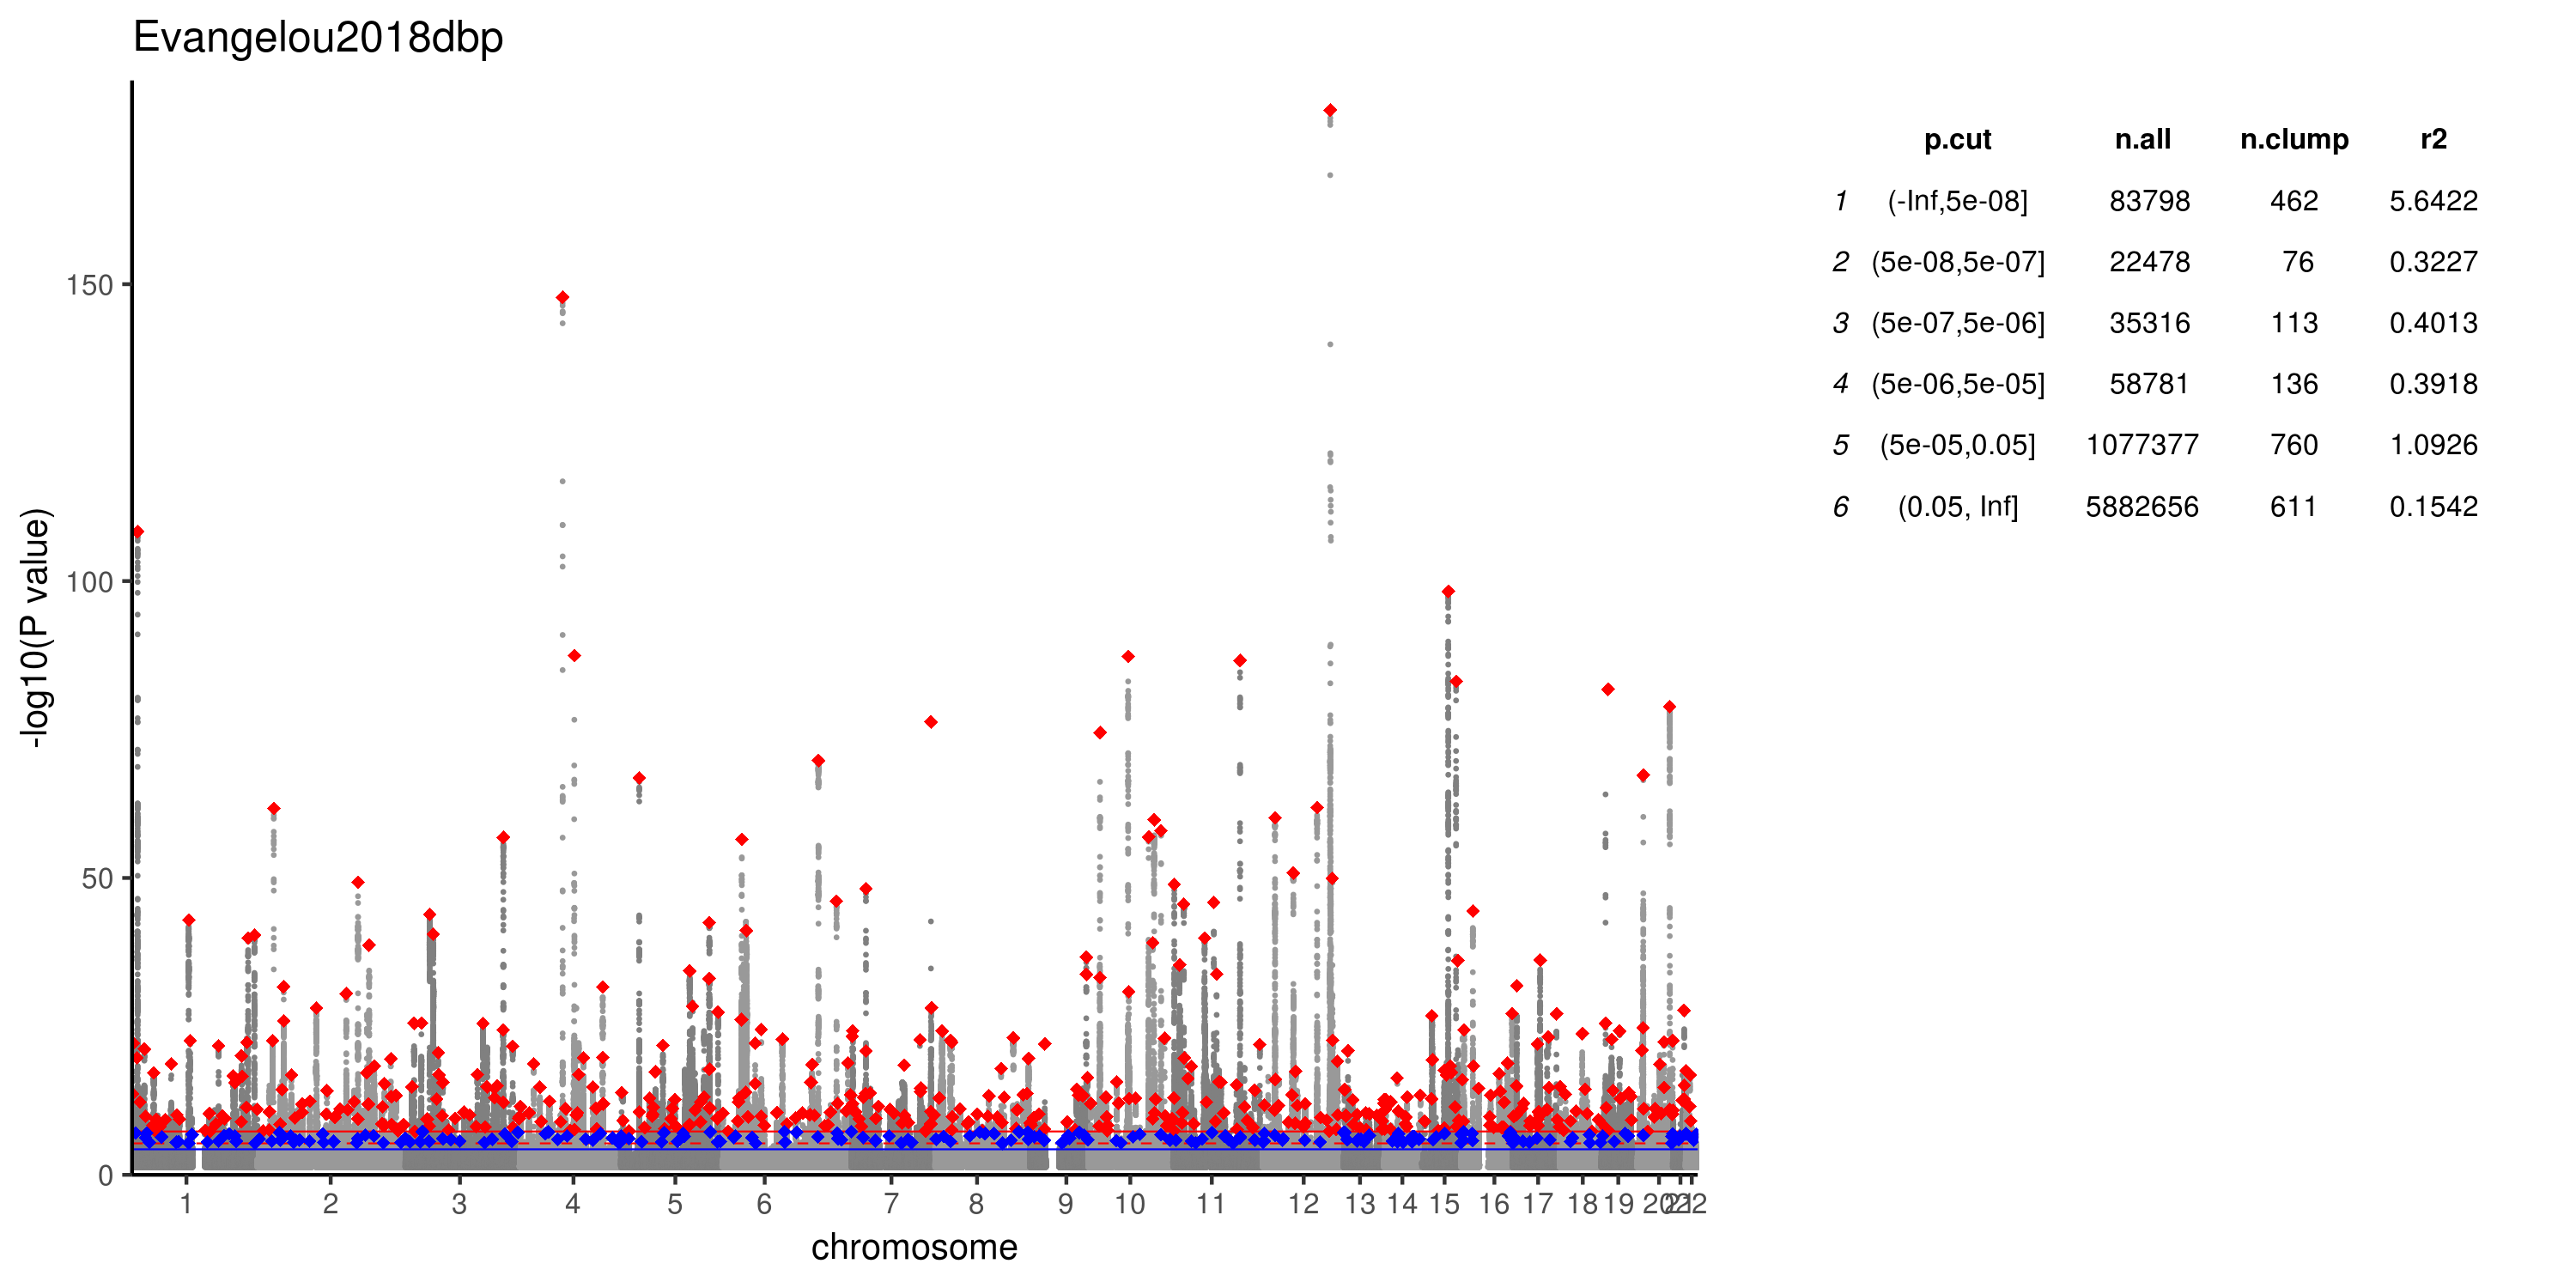 Evangelou2018dbp
p.cut n.all n.clump r2
1 (-Inf,5e-08] 83798 462 5.6422
2 (5e-08,5e-07] 22478 76 0.3227
3 (5e-07,5e-06] 35316 113 0.4013
4 (5e-06,5e-05] 58781 136 0.3918
5 (5e-05,0.05] 1077377 760 1.0926
6 (0.05, Inf] 5882656 611 0.1542
-log10(P value)
150
100
50
0
1 2 3 4 5 6 7 8 9 10 11 12 13 14 15 16 17 18 19 20 21 22
chromosome